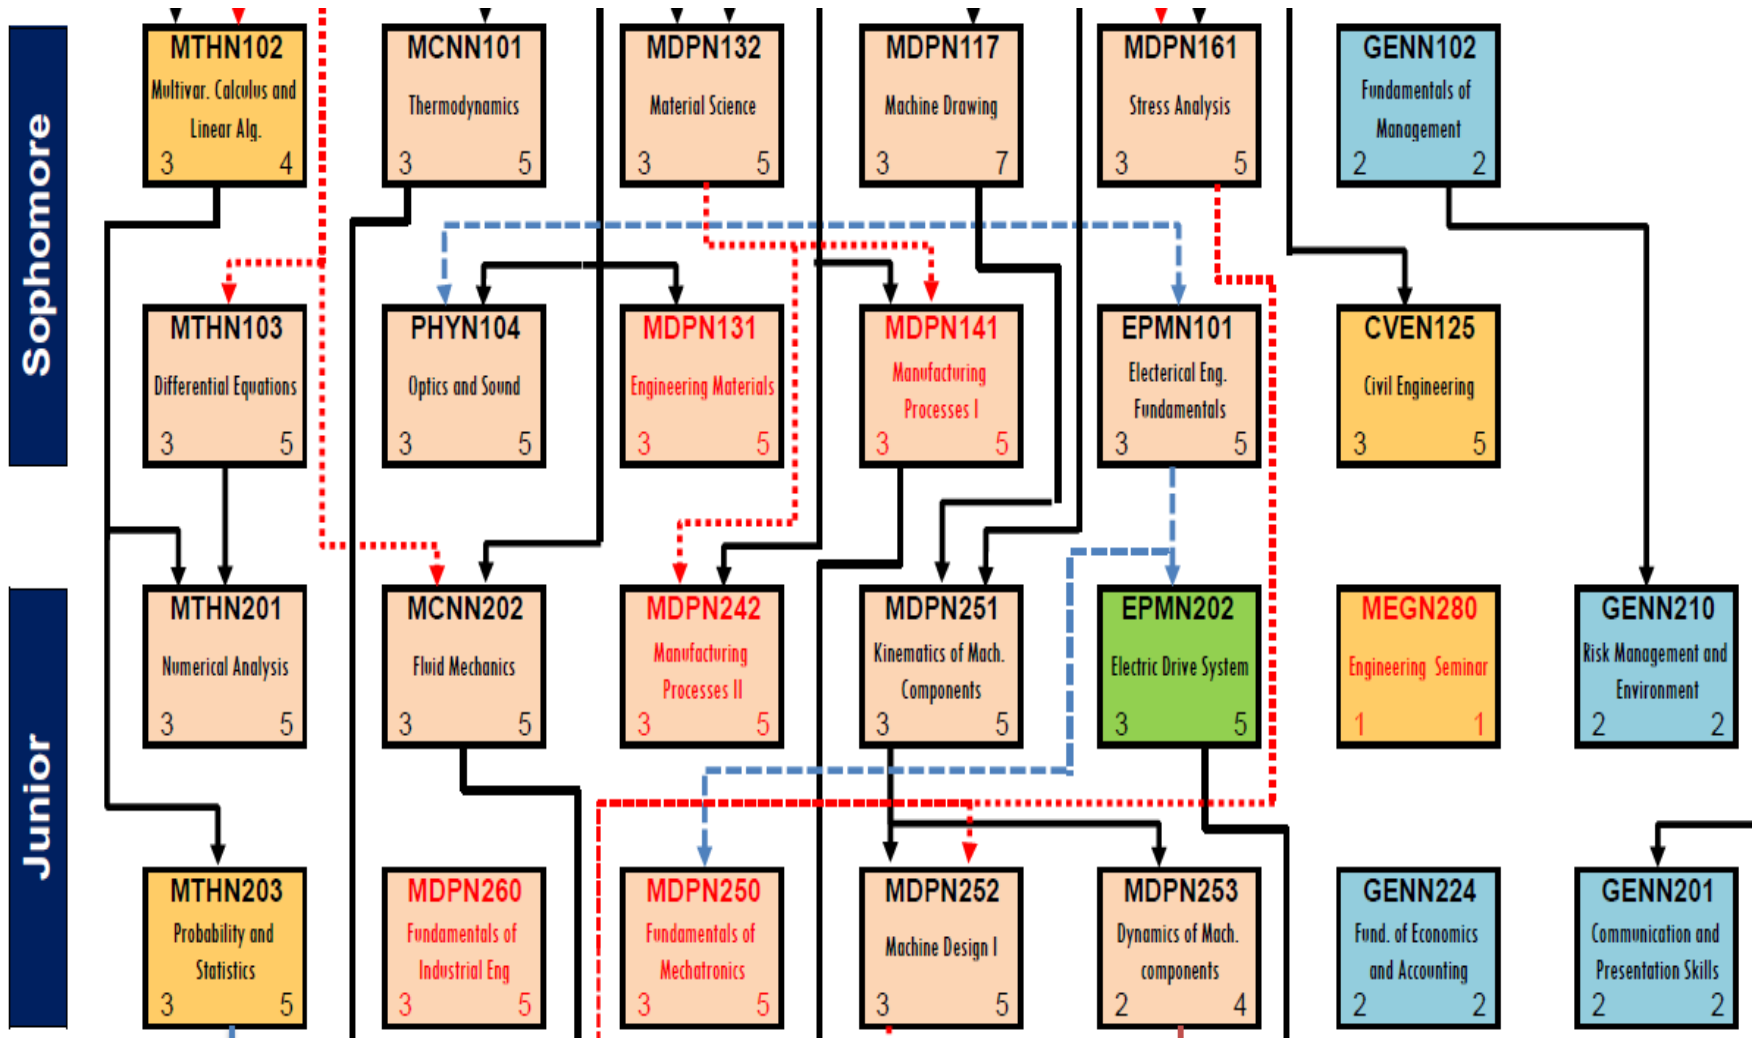 Sophomore
MTHN102
Multivar. Calculus and
Linear Alg.
3 4
MCNN101
Thermodynamics
3 5
MDPN132
Material Science
3 5
MDPN117
Machine Drawing
3 7
MDPN161
Stress Analysis
3 5
GENN102
Fundamentals of
Management
2 2
MTHN103
Differential Equations
3 5
PHYN104
Optics and Sound
3 5
MDPN131
Engineering Materials
3 5
MDPN141
Manufacturing
Processes I
3 5
EPMN101
Electerical Eng.
Fundamentals
3 5
CVEN125
Civil Engineering
3 5
Junior
MTHN201
Numerical Analysis
3 5
MCNN202
Fluid Mechanics
3 5
MDPN242
Manufacturing
Processes II
3 5
MDPN251
Kinematics of Mach.
Components
3 5
EPMN202
Electric Drive System
3 5
MEGN280
Engineering Seminar
1 1
GENN210
Risk Management and
Environment
2 2
MTHN203
Probability and
Statistics
3 5
MDPN260
Fundamentals of
Industrial Eng
3 5
MDPN250
Fundamentals of
Mechatronics
3 5
MDPN252
Machine Design I
3 5
MDPN253
Dynamics of Mach.
components
2 4
GENN224
Fund. of Economics
and Accounting
2 2
GENN201
Communication and
Presentation Skills
2 2